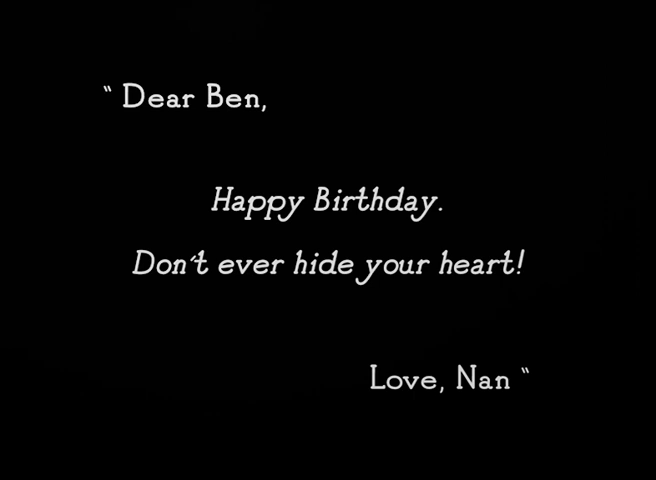 “ Dear Ben,
Happy Birthday.
Don't ever hide your heart!
Love, Nan “